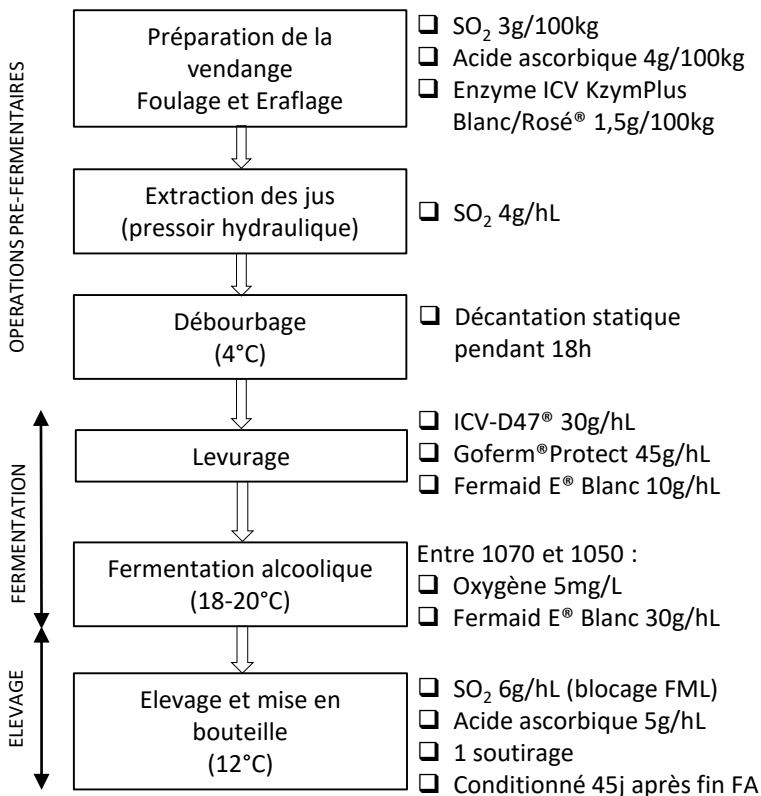 OPERATIONS PRE-FERMENTAIRES
Préparation de la
vendange
Foulage et Eraflage
❑ SO₂ 3g/100kg
❑ Acide ascorbique 4g/100kg
❑ Enzyme ICV KzymPlus
Blanc/Rosé® 1,5g/100kg
Extraction des jus
(pressoir hydraulique)
❑ SO₂ 4g/hL
Débourbage
(4°C)
❑ Décantation statique
pendant 18h
FERMENTATION
Levurage
❑ ICV-D47® 30g/hL
❑ Goferm®Protect 45g/hL
❑ Fermaid E® Blanc 10g/hL
Fermentation alcoolique
(18-20°C)
Entre 1070 et 1050 :
❑ Oxygène 5mg/L
❑ Fermaid E® Blanc 30g/hL
ELEVAGE
Elevage et mise en
bouteille
(12°C)
❑ SO₂ 6g/hL (blocage FML)
❑ Acide ascorbique 5g/hL
❑ 1 soutirage
❑ Conditionné 45j après fin FA